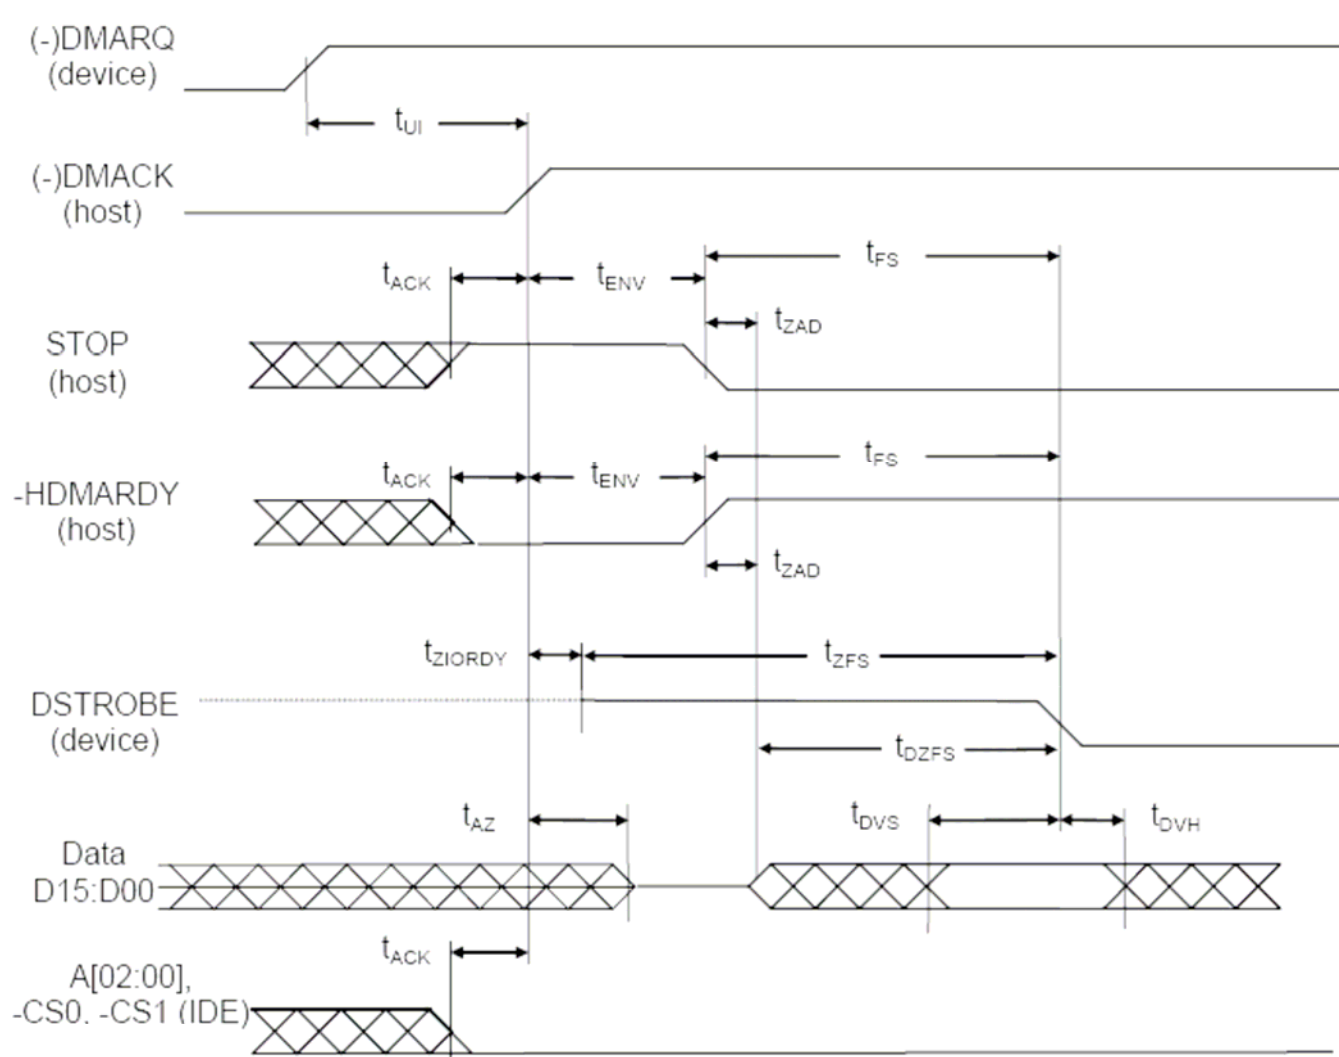 (-)DMARQ
(device)
tUI
(-)DMACK
(host)
tFS
tACK
tENV
tZAD
STOP
(host)
tFS
tACK
tENV
-HDMARDY
(host)
tZAD
tZIORDY
tZFS
DSTROBE
(device)
tDZFS
tAZ
tDVS
tDVH
Data
D15:D00
tACK
A[02:00],
-CS0, -CS1 (IDE)